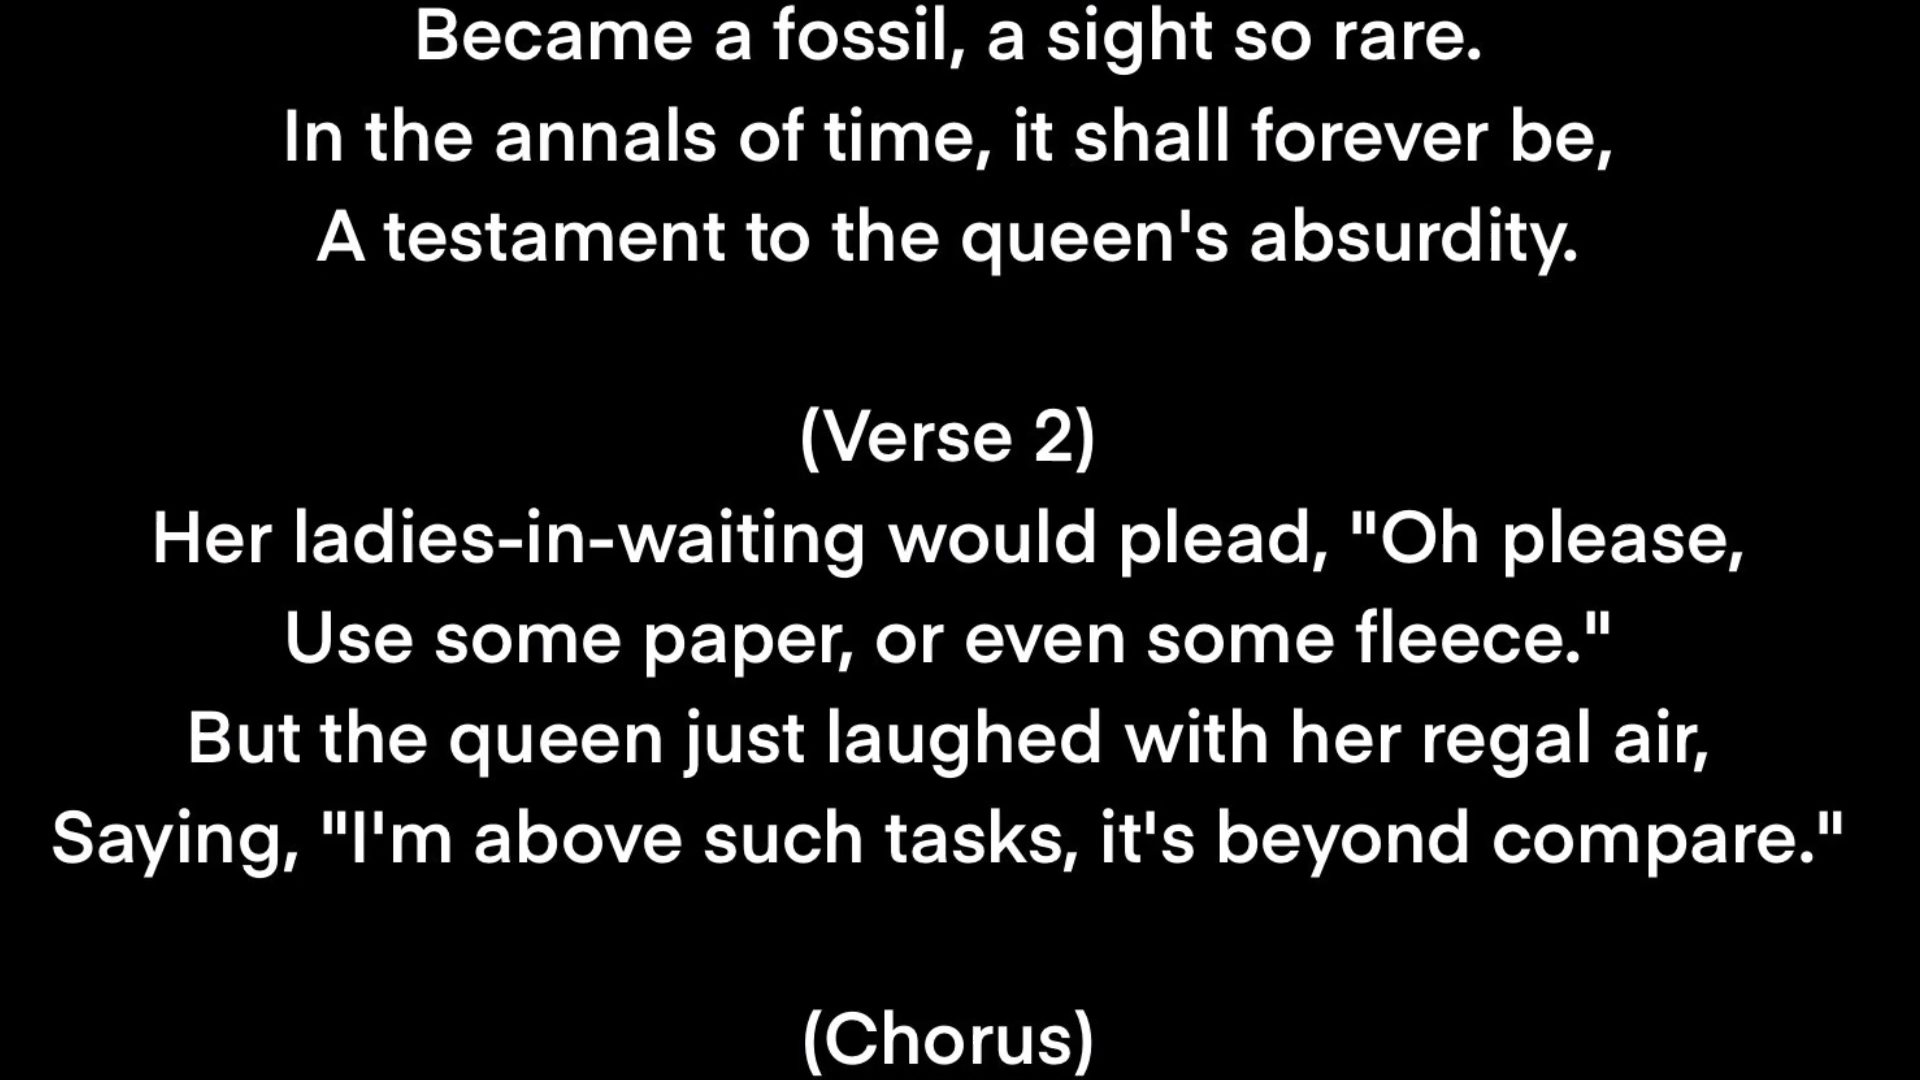 Became a fossil, a sight so rare.
In the annals of time, it shall forever be,
A testament to the queen's absurdity.
(Verse 2)
Her ladies-in-waiting would plead, "Oh please,
Use some paper, or even some fleece."
But the queen just laughed with her regal air,
Saying, "I'm above such tasks, it's beyond compare."
(Chorus)